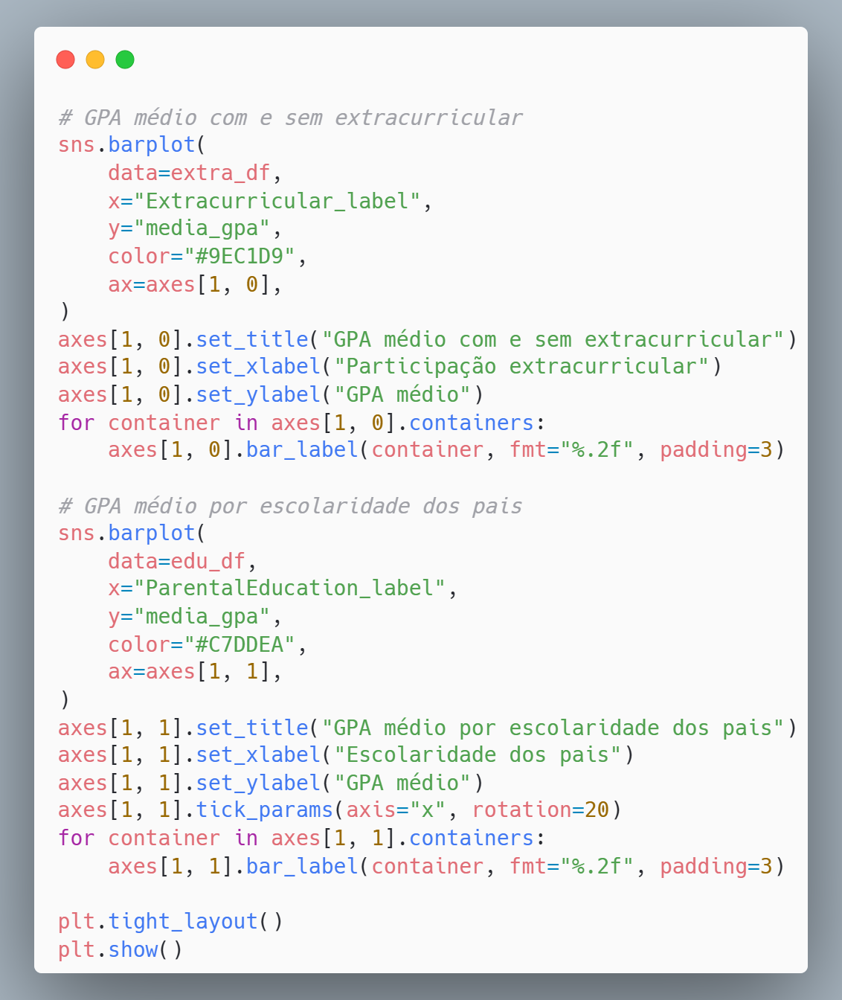 # GPA médio com e sem extracurricular
sns.barplot(
    data=extra_df,
    x="Extracurricular_label",
    y="media_gpa",
    color="#9EC1D9",
    ax=axes[1, 0],
)
axes[1, 0].set_title("GPA médio com e sem extracurricular")
axes[1, 0].set_xlabel("Participação extracurricular")
axes[1, 0].set_ylabel("GPA médio")
for container in axes[1, 0].containers:
    axes[1, 0].bar_label(container, fmt="%.2f", padding=3)

# GPA médio por escolaridade dos pais
sns.barplot(
    data=edu_df,
    x="ParentalEducation_label",
    y="media_gpa",
    color="#C7DDEA",
    ax=axes[1, 1],
)
axes[1, 1].set_title("GPA médio por escolaridade dos pais")
axes[1, 1].set_xlabel("Escolaridade dos pais")
axes[1, 1].set_ylabel("GPA médio")
axes[1, 1].tick_params(axis="x", rotation=20)
for container in axes[1, 1].containers:
    axes[1, 1].bar_label(container, fmt="%.2f", padding=3)

plt.tight_layout()
plt.show()